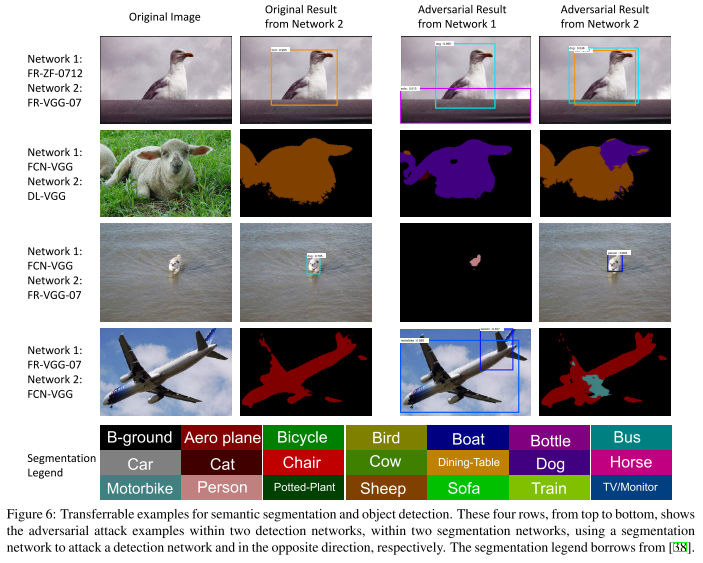 Original Image
Original Result
from Network 2
Adversarial Result
from Network 1
Adversarial Result
from Network 2
Network 1:
FR-ZF-0712
Network 2:
FR-VGG-07
Network 1:
FCN-VGG
Network 2:
DL-VGG
Network 1:
FCN-VGG
Network 2:
FR-VGG-07
Network 1:
FR-VGG-07
Network 2:
FCN-VGG
Segmentation
Legend
B-ground Aero plane Bicycle Bird Boat Bottle Bus
Car Cat Chair Cow Dining-Table Dog Horse
Motorbike Person Potted-Plant Sheep Sofa Train TV/Monitor
Figure 6: Transferrable examples for semantic segmentation and object detection. These four rows, from top to bottom, shows
the adversarial attack examples within two detection networks, within two segmentation networks, using a segmentation
network to attack a detection network and in the opposite direction, respectively. The segmentation legend borrows from [38].